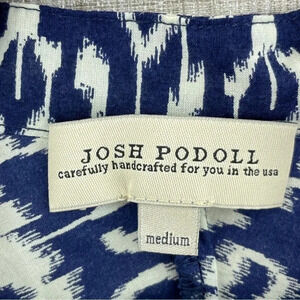 JOSH PODOLL
carefully handcrafted for you in the usa
medium